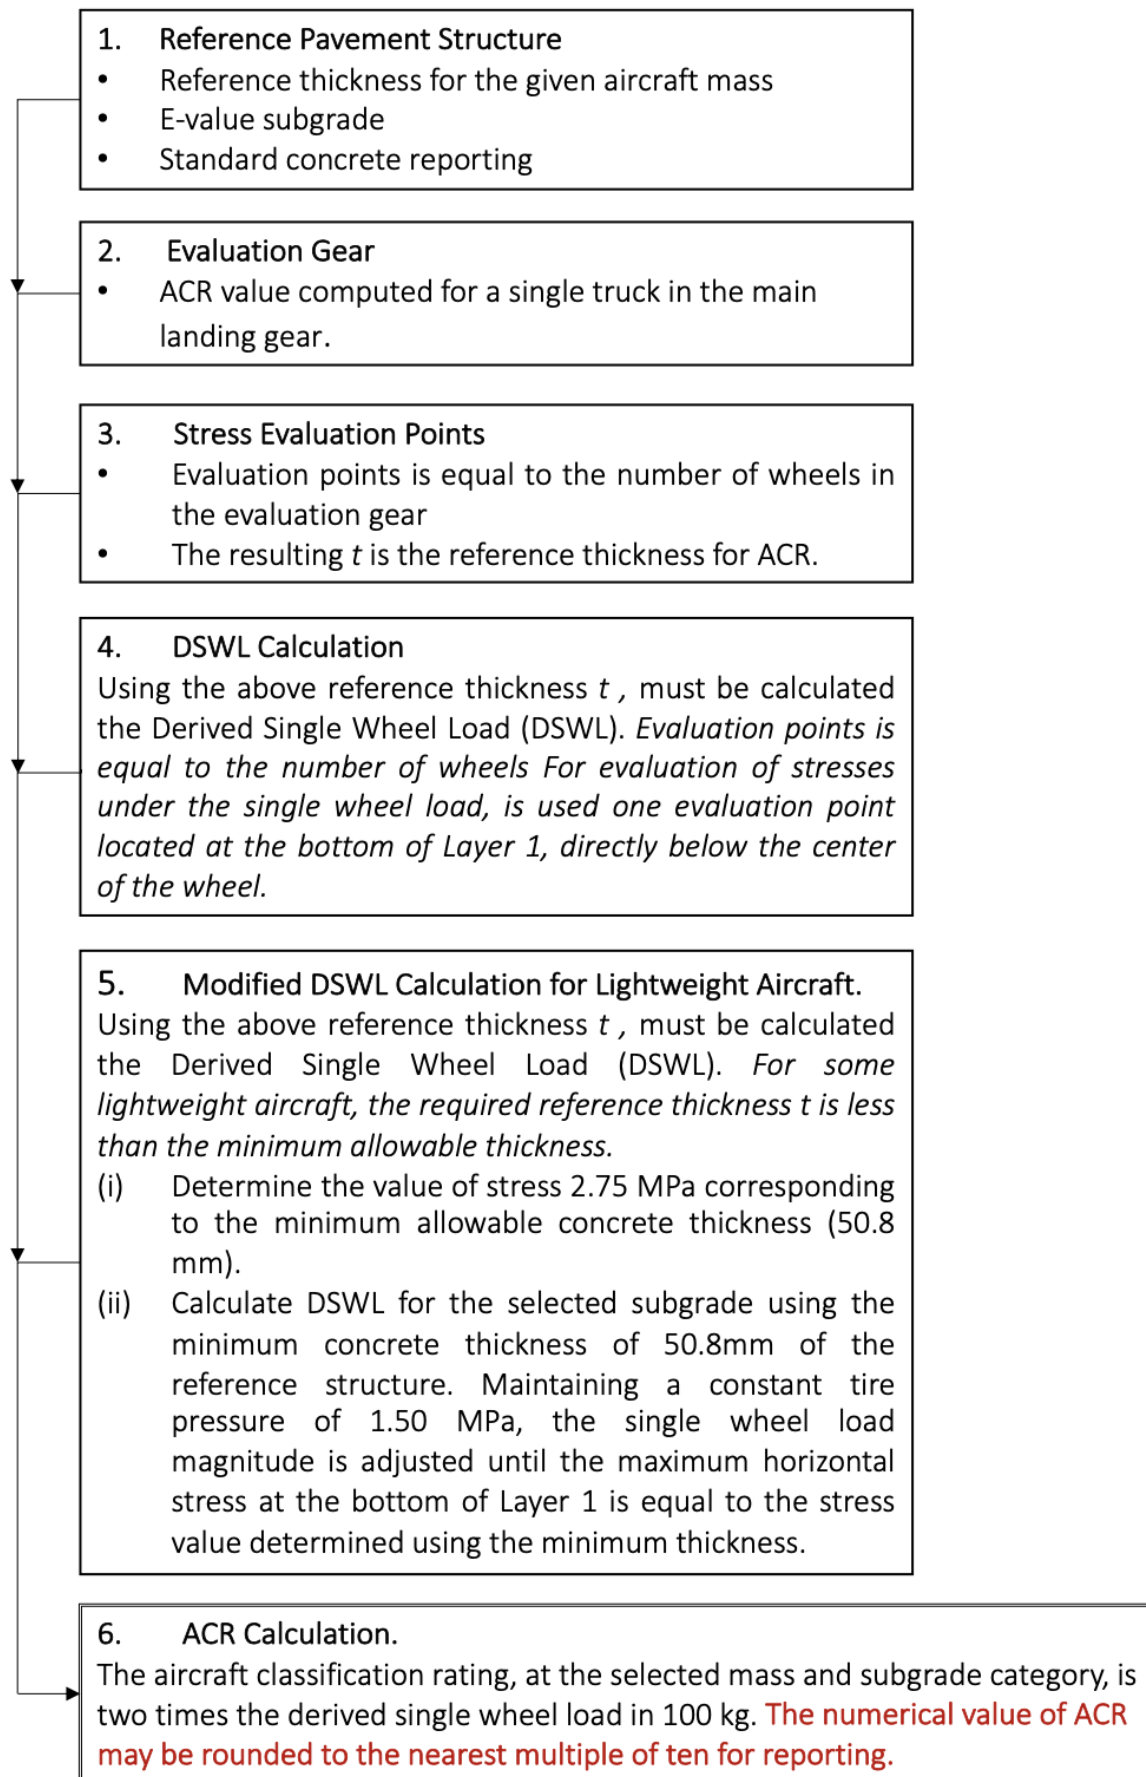 1. Reference Pavement Structure
• Reference thickness for the given aircraft mass
• E-value subgrade
• Standard concrete reporting
2. Evaluation Gear
• ACR value computed for a single truck in the main
landing gear.
3. Stress Evaluation Points
• Evaluation points is equal to the number of wheels in
the evaluation gear
• The resulting t is the reference thickness for ACR.
4. DSWL Calculation
Using the above reference thickness t , must be calculated
the Derived Single Wheel Load (DSWL). Evaluation points is
equal to the number of wheels For evaluation of stresses
under the single wheel load, is used one evaluation point
located at the bottom of Layer 1, directly below the center
of the wheel.
5. Modified DSWL Calculation for Lightweight Aircraft.
Using the above reference thickness t , must be calculated
the Derived Single Wheel Load (DSWL). For some
lightweight aircraft, the required reference thickness t is less
than the minimum allowable thickness.
(i) Determine the value of stress 2.75 MPa corresponding
to the minimum allowable concrete thickness (50.8
mm).
(ii) Calculate DSWL for the selected subgrade using the
minimum concrete thickness of 50.8mm of the
reference structure. Maintaining a constant tire
pressure of 1.50 MPa, the single wheel load
magnitude is adjusted until the maximum horizontal
stress at the bottom of Layer 1 is equal to the stress
value determined using the minimum thickness.
6. ACR Calculation.
The aircraft classification rating, at the selected mass and subgrade category, is
two times the derived single wheel load in 100 kg. The numerical value of ACR
may be rounded to the nearest multiple of ten for reporting.